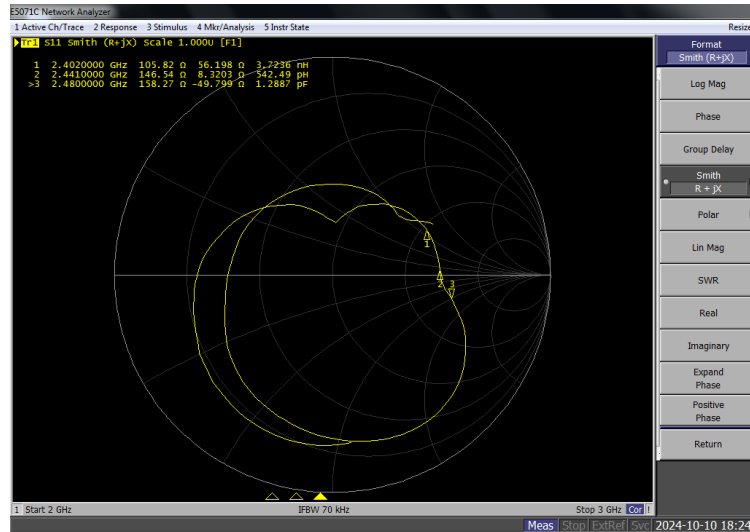 E5071C Network Analyzer
1 Active Ch/Trace 2 Response 3 Stimulus 4 Mkr/Analysis 5 Instr State
Resize
Tr1 S11 Smith (R+jX) Scale 1.000U [F1]
1 2.4020000 GHz 105.82 Ω 56.198 Ω 3.7236 nH
2 2.4410000 GHz 146.54 Ω 8.3203 Ω 542.49 pH
>3 2.4800000 GHz 158.27 Ω -49.799 Ω 1.2887 pF
1
2
3
Format
Smith (R+jX)
Log Mag
Phase
Group Delay
Smith
R + jX
Polar
Lin Mag
SWR
Real
Imaginary
Expand
Phase
Positive
Phase
Return
1 Start 2 GHz
IFBW 70 kHz
Stop 3 GHz Cor !
Meas Stop ExtRef Svc 2024-10-10 18:24